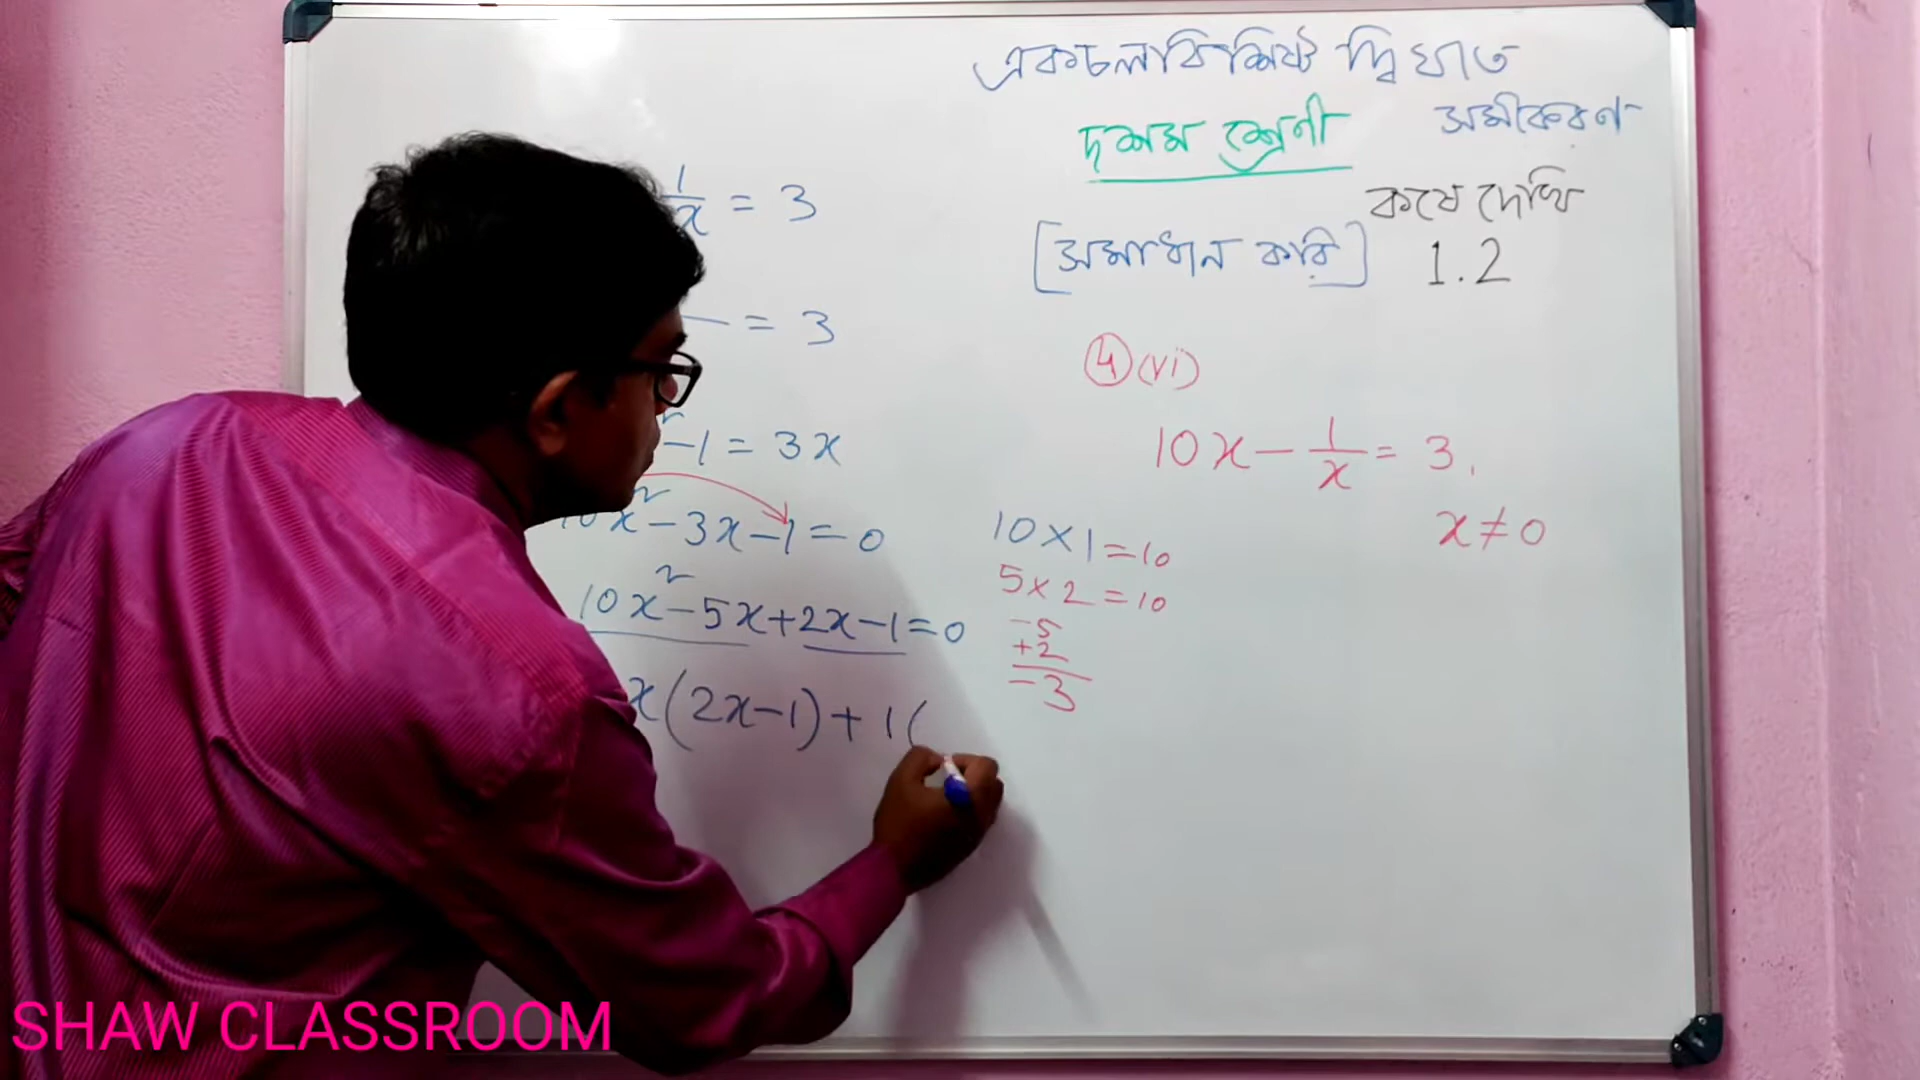 একচলবিশিষ্ট দ্বিঘাত
সমীকরণ
দশম শ্রেণী
কষে দেখি
1.2
[সমাধান করি]
④(vi)
10x - 1/x = 3,
x ≠ 0
1/x = 3
= 3
-1 = 3x
10x² - 3x - 1 = 0
10x² - 5x + 2x - 1 = 0
x(2x-1) + 1(
10 × 1 = 10
5 × 2 = 10
-5
+2
-3
SHAW CLASSROOM